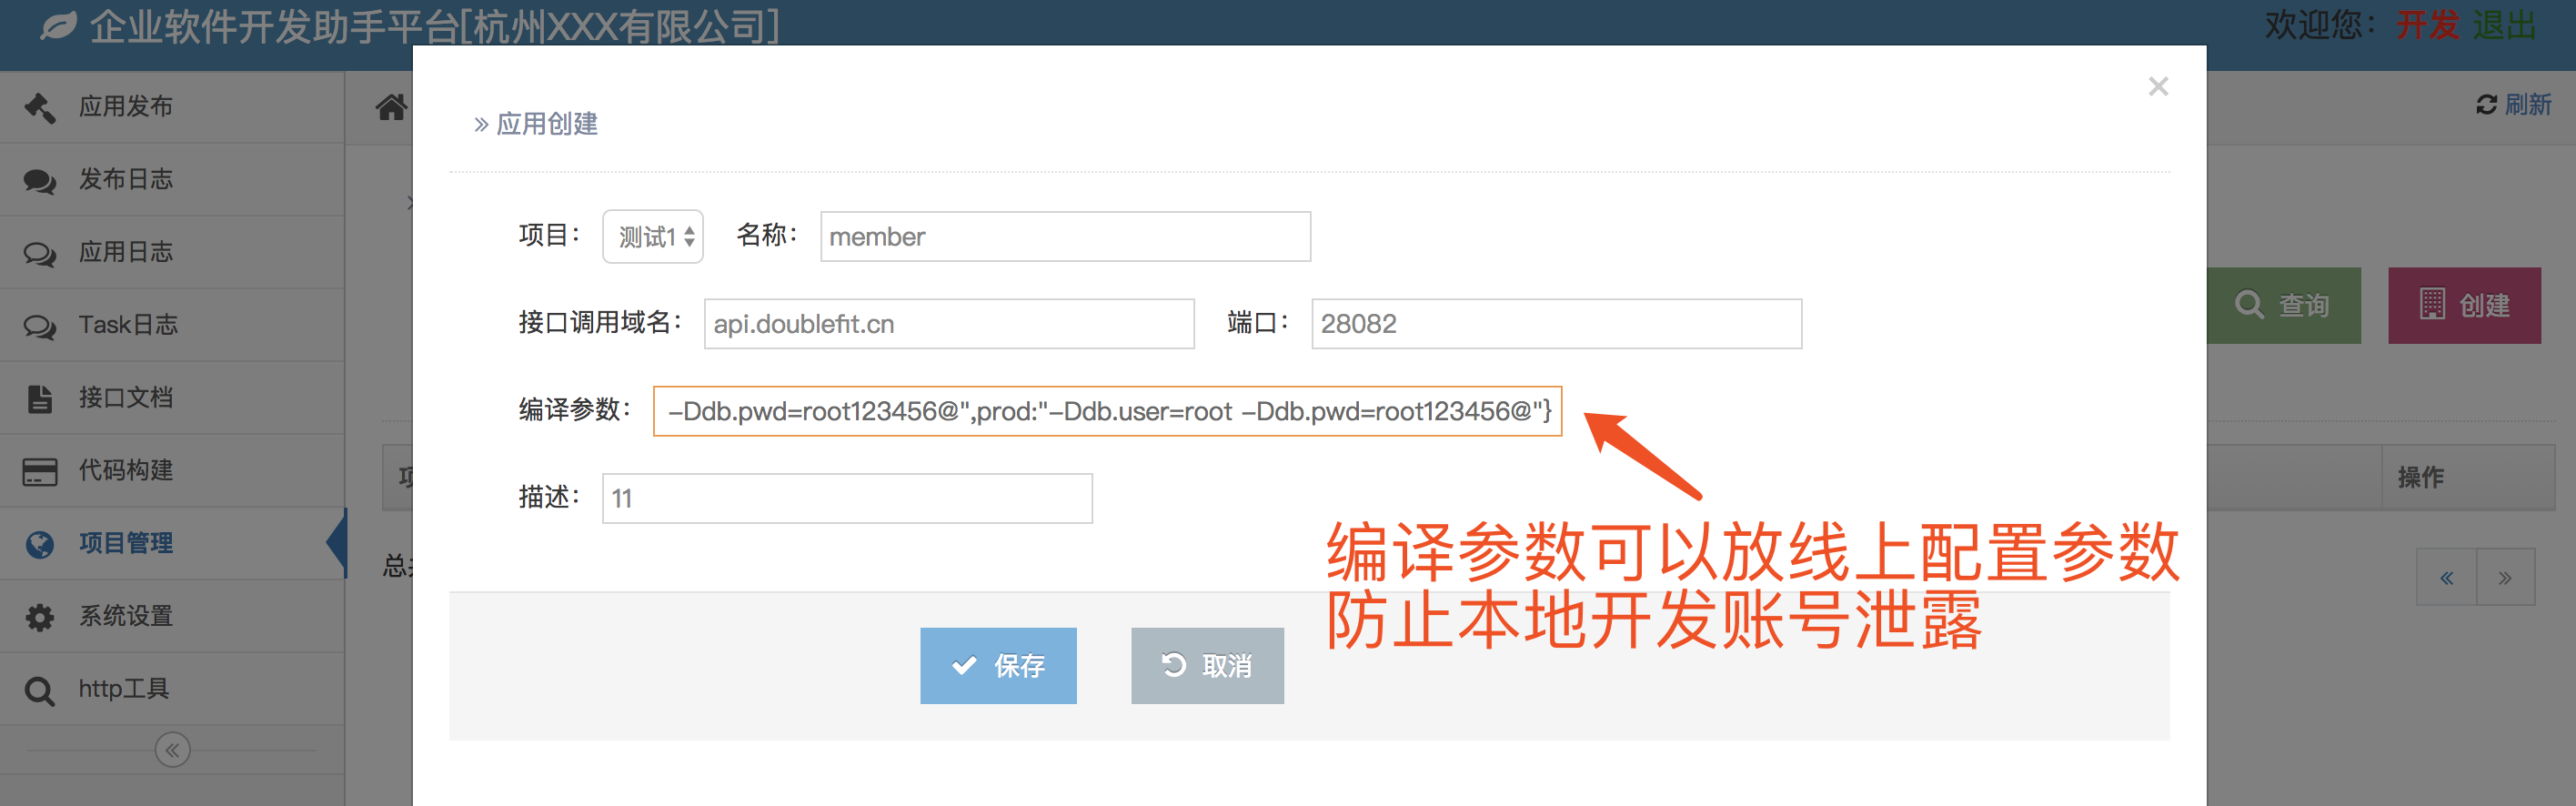 企业软件开发助手平台[杭州XXX有限公司]
欢迎您：开发 退出
应用发布
发布日志
应用日志
Task日志
接口文档
代码构建
项目管理
系统设置
http工具
刷新
应用创建
项目：测试1 名称：member
接口调用域名：api.doublefit.cn 端口：28082
编译参数：-Ddb.pwd=root123456@",prod:"-Ddb.user=root -Ddb.pwd=root123456@"}
描述：11
编译参数可以放线上配置参数
防止本地开发账号泄露
保存 取消
查询 创建
操作
«
»